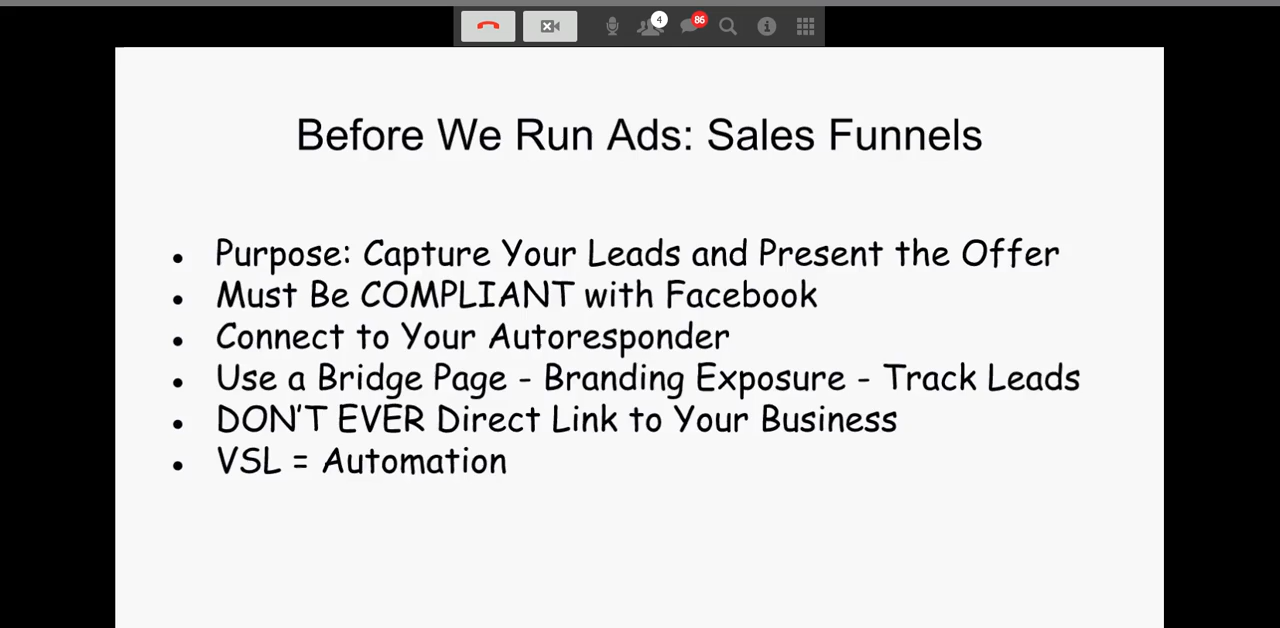 4
86
Before We Run Ads: Sales Funnels
• Purpose: Capture Your Leads and Present the Offer
• Must Be COMPLIANT with Facebook
• Connect to Your Autoresponder
• Use a Bridge Page - Branding Exposure - Track Leads
• DON'T EVER Direct Link to Your Business
• VSL = Automation